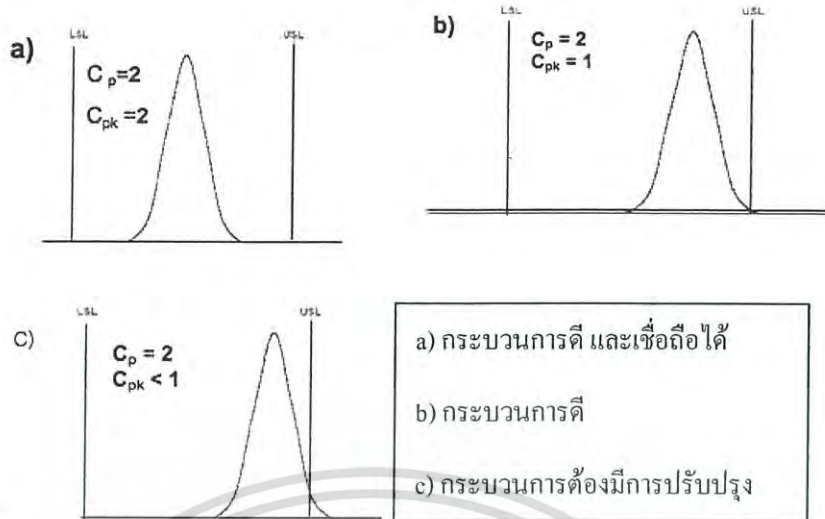 a)
LSL
USL
C p=2
Cpk =2
b)
LSL
USL
Cp = 2
Cpk = 1
C)
LSL
USL
Cp = 2
Cpk < 1
a) กระบวนการดี และเชื่อถือได้
b) กระบวนการดี
c) กระบวนการต้องมีการปรับปรุง